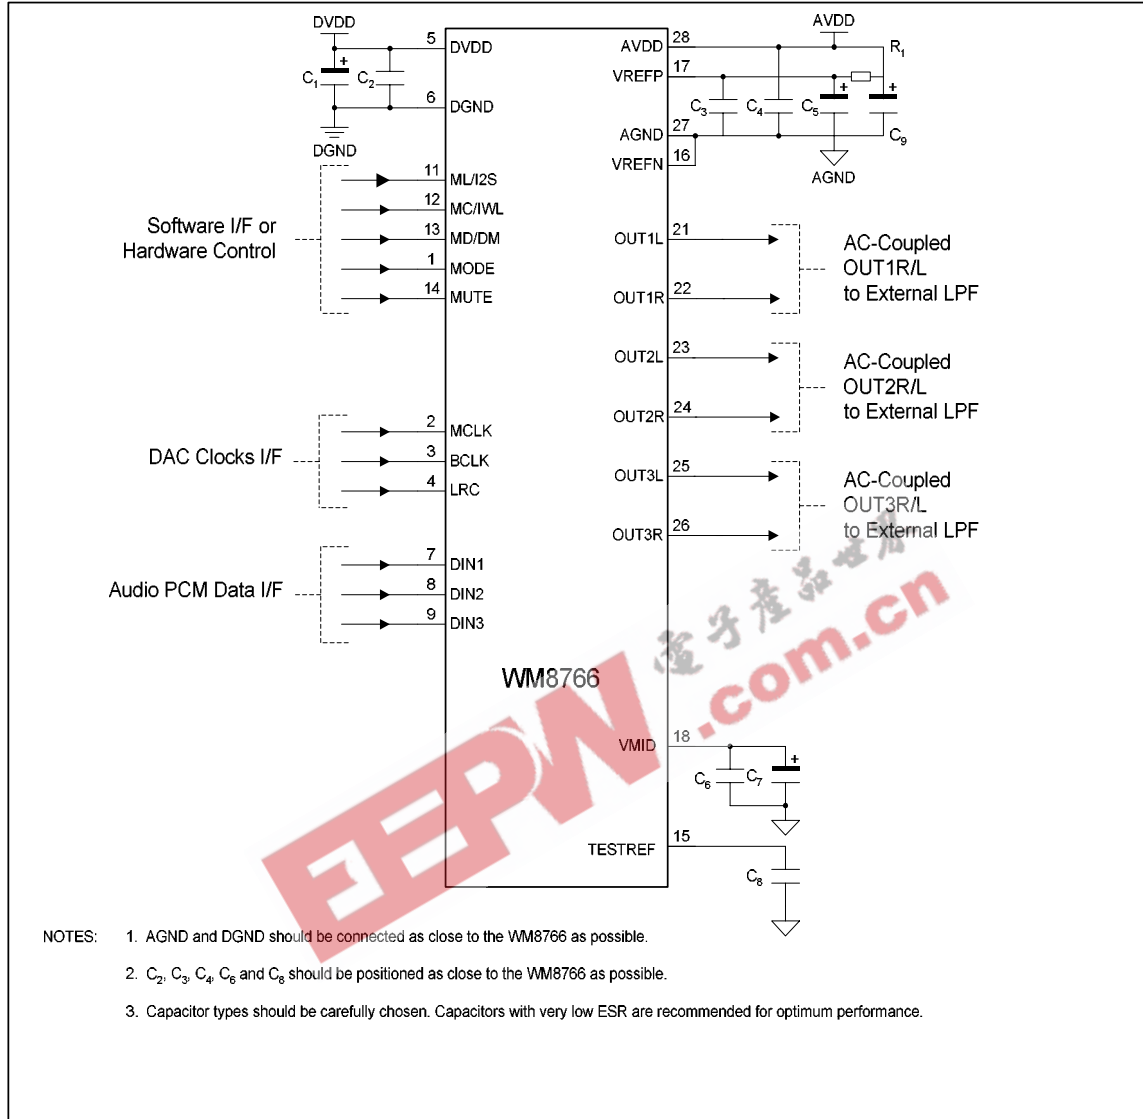 DVDD
5
DVDD
C1
+
C2
6
DGND
DGND
11
ML/I2S
12
MC/IWL
13
MD/DM
1
MODE
14
MUTE
Software I/F or
Hardware Control
2
MCLK
3
BCLK
4
LRC
DAC Clocks I/F
7
DIN1
8
DIN2
9
DIN3
Audio PCM Data I/F
WM8766
AVDD
AVDD
28
R1
VREFP
17
C3
C4
C5
+
+
C9
AGND
27
VREFN
16
AGND
OUT1L
21
OUT1R
22
AC-Coupled
OUT1R/L
to External LPF
OUT2L
23
OUT2R
24
AC-Coupled
OUT2R/L
to External LPF
OUT3L
25
OUT3R
26
AC-Coupled
OUT3R/L
to External LPF
VMID
18
C6
C7
+
TESTREF
15
C8
EEPW
.com.cn
電子產品世界
NOTES:
1. AGND and DGND should be connected as close to the WM8766 as possible.
2. C2, C3, C4, C6 and C8 should be positioned as close to the WM8766 as possible.
3. Capacitor types should be carefully chosen. Capacitors with very low ESR are recommended for optimum performance.